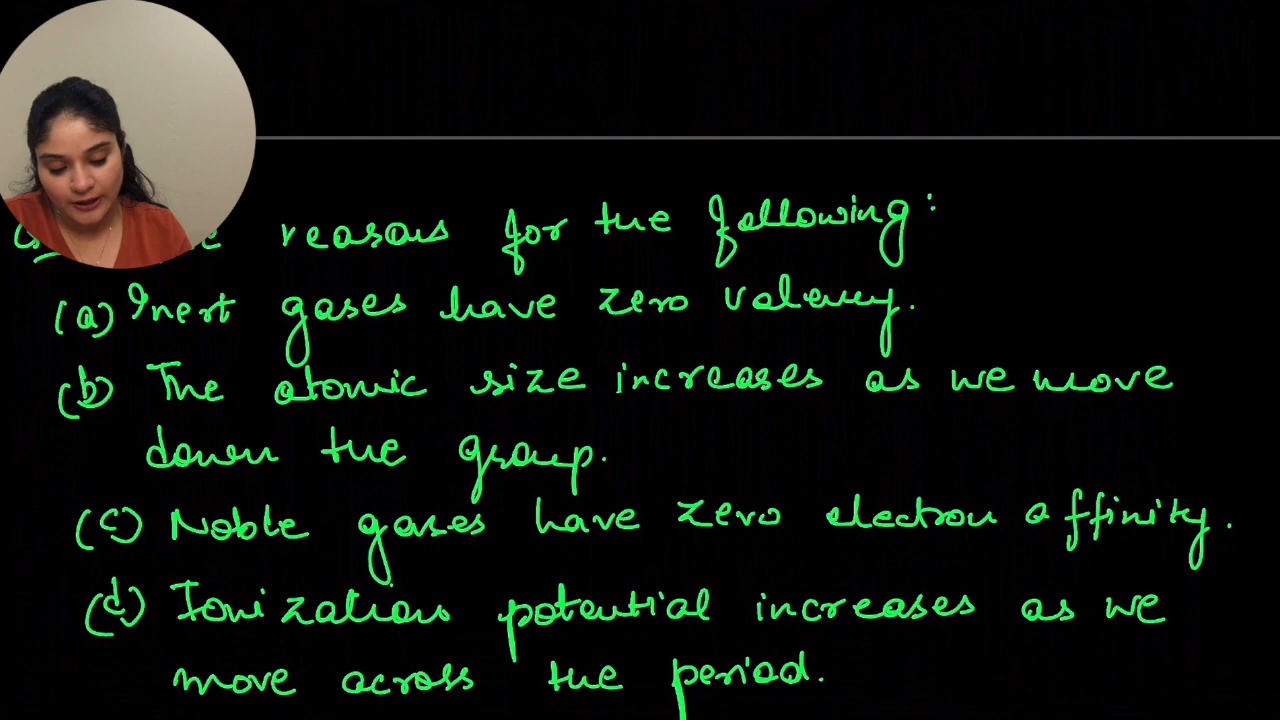 reasons for the following:
(a) Inert gases have zero valency.
(b) The atomic size increases as we move
down the group.
(c) Noble gases have zero electron affinity.
(d) Ionization potential increases as we
move across the period.